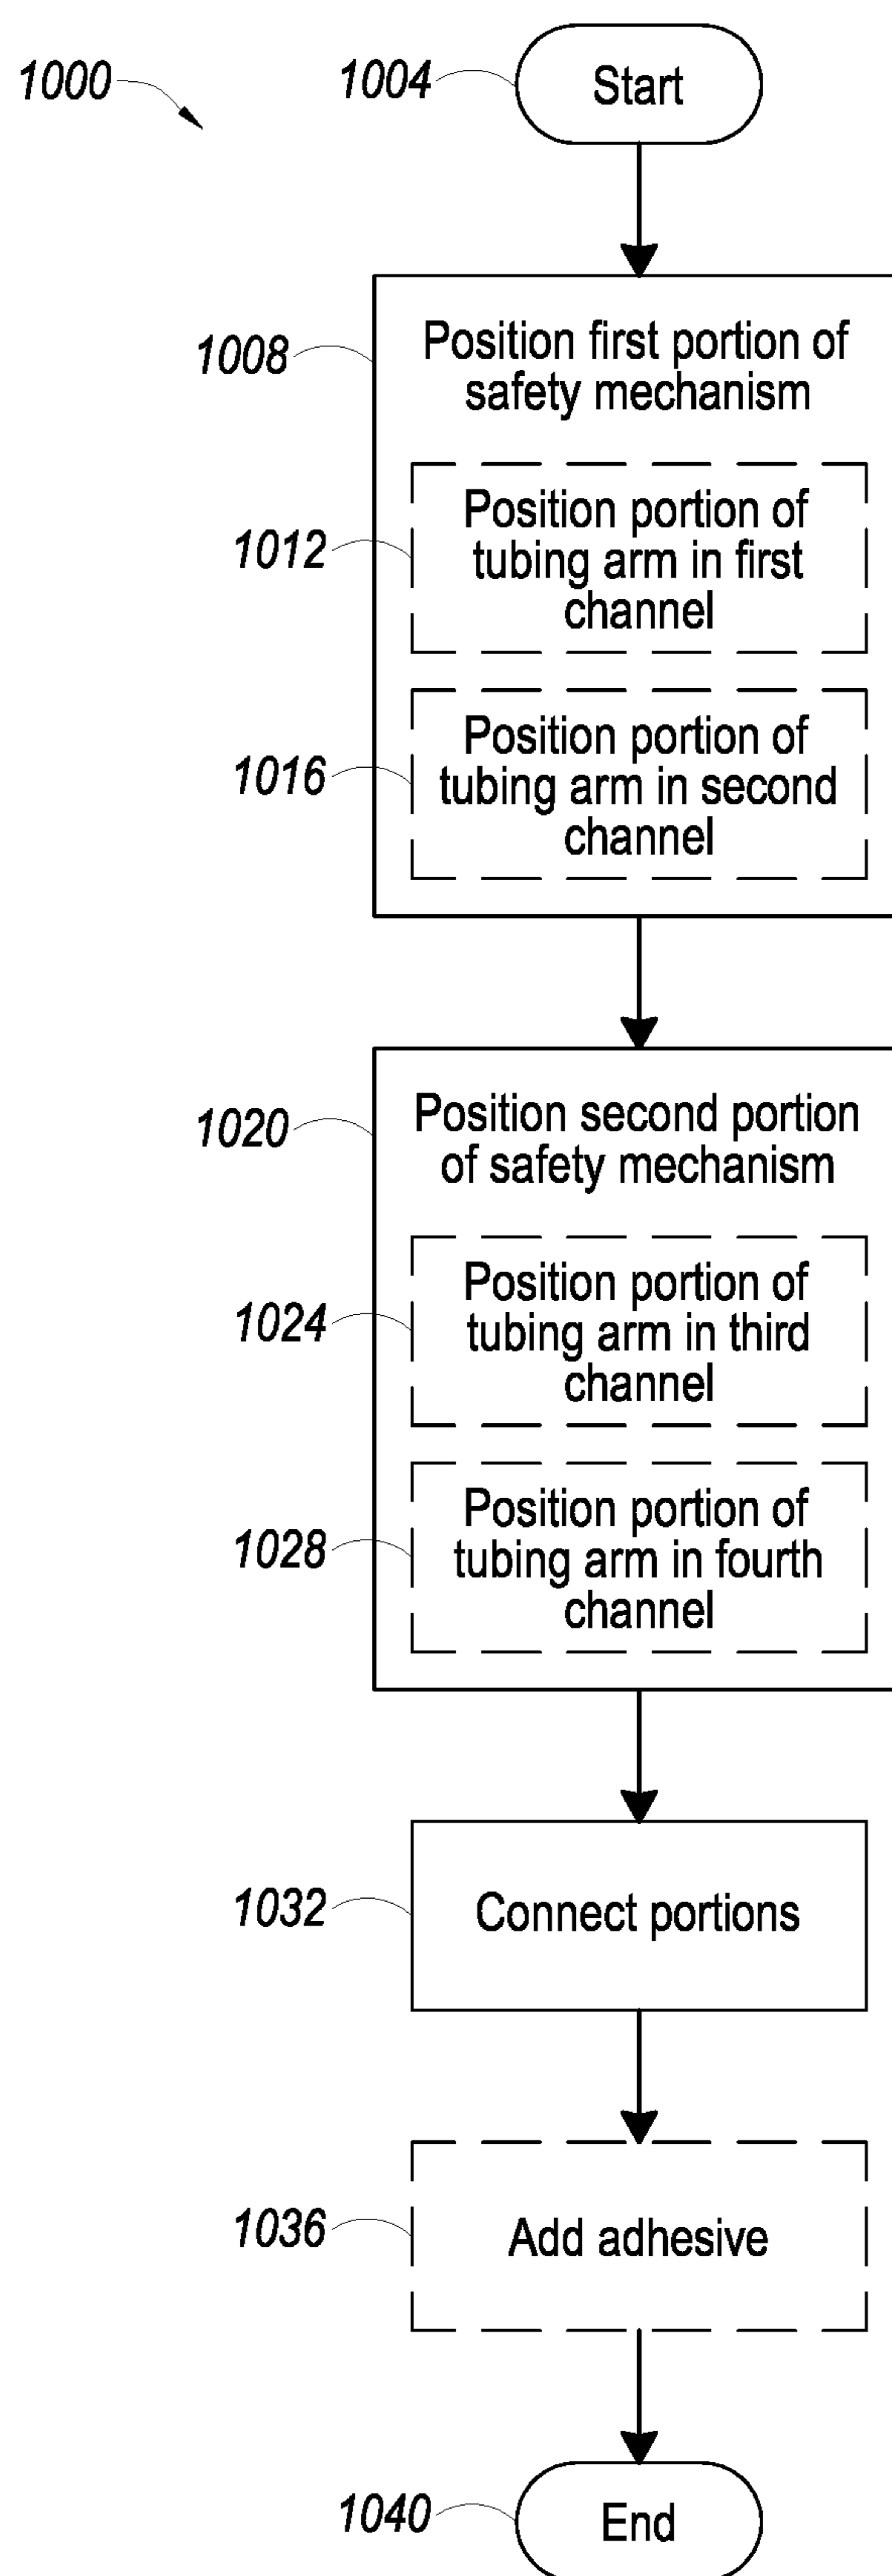 1000
1004
Start
1008
Position first portion of
safety mechanism
1012
Position portion of
tubing arm in first
channel
1016
Position portion of
tubing arm in second
channel
1020
Position second portion
of safety mechanism
1024
Position portion of
tubing arm in third
channel
1028
Position portion of
tubing arm in fourth
channel
1032
Connect portions
1036
Add adhesive
1040
End